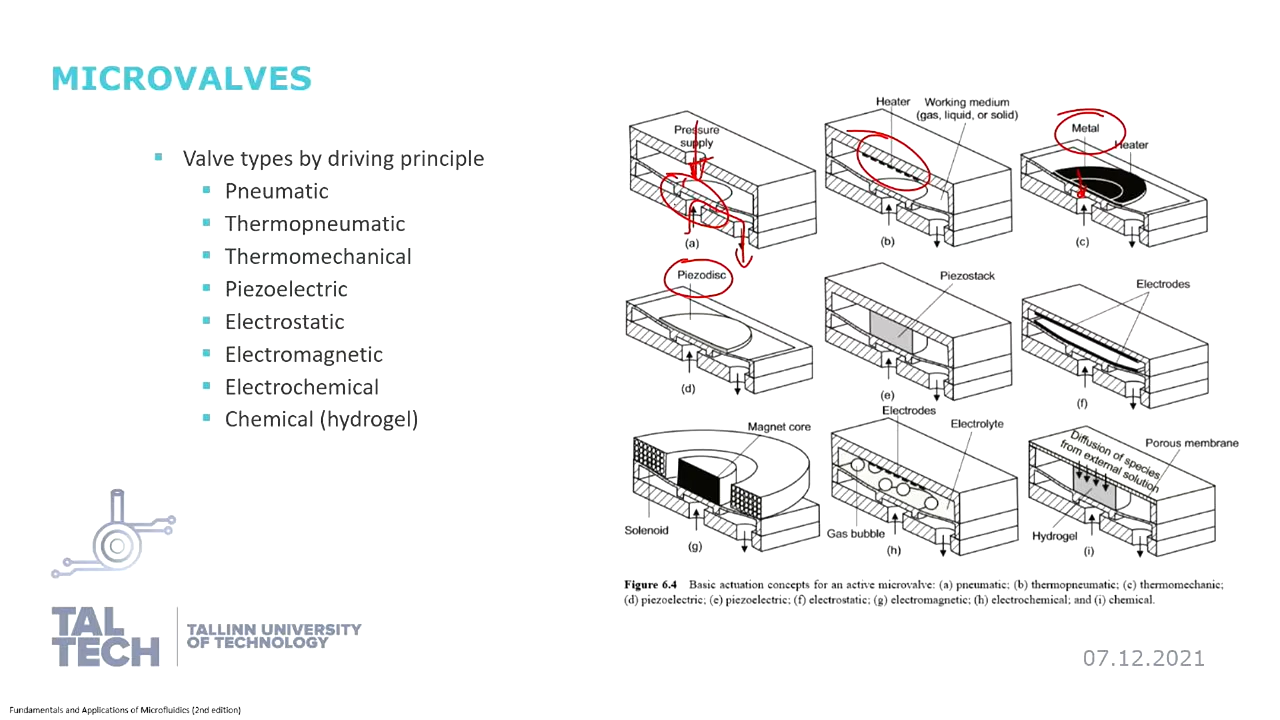 MICROVALVES
Valve types by driving principle
Pneumatic
Thermopneumatic
Thermomechanical
Piezoelectric
Electrostatic
Electromagnetic
Electrochemical
Chemical (hydrogel)
Pressure
supply
(a)
Heater
Working medium
(gas, liquid, or solid)
(b)
Metal
Heater
(c)
Piezodisc
(d)
Piezostack
(e)
Electrodes
(f)
Magnet core
Solenoid
(g)
Electrodes
Electrolyte
Gas bubble
(h)
Diffusion of species
from external solution
Porous membrane
Hydrogel
(i)
Figure 6.4 Basic actuation concepts for an active microvalve: (a) pneumatic; (b) thermopneumatic; (c) thermomechanic;
(d) piezoelectric; (e) piezoelectric; (f) electrostatic; (g) electromagnetic; (h) electrochemical; and (i) chemical.
TAL
TECH
TALLINN UNIVERSITY
OF TECHNOLOGY
07.12.2021
Fundamentals and Applications of Microfluidics (2nd edition)